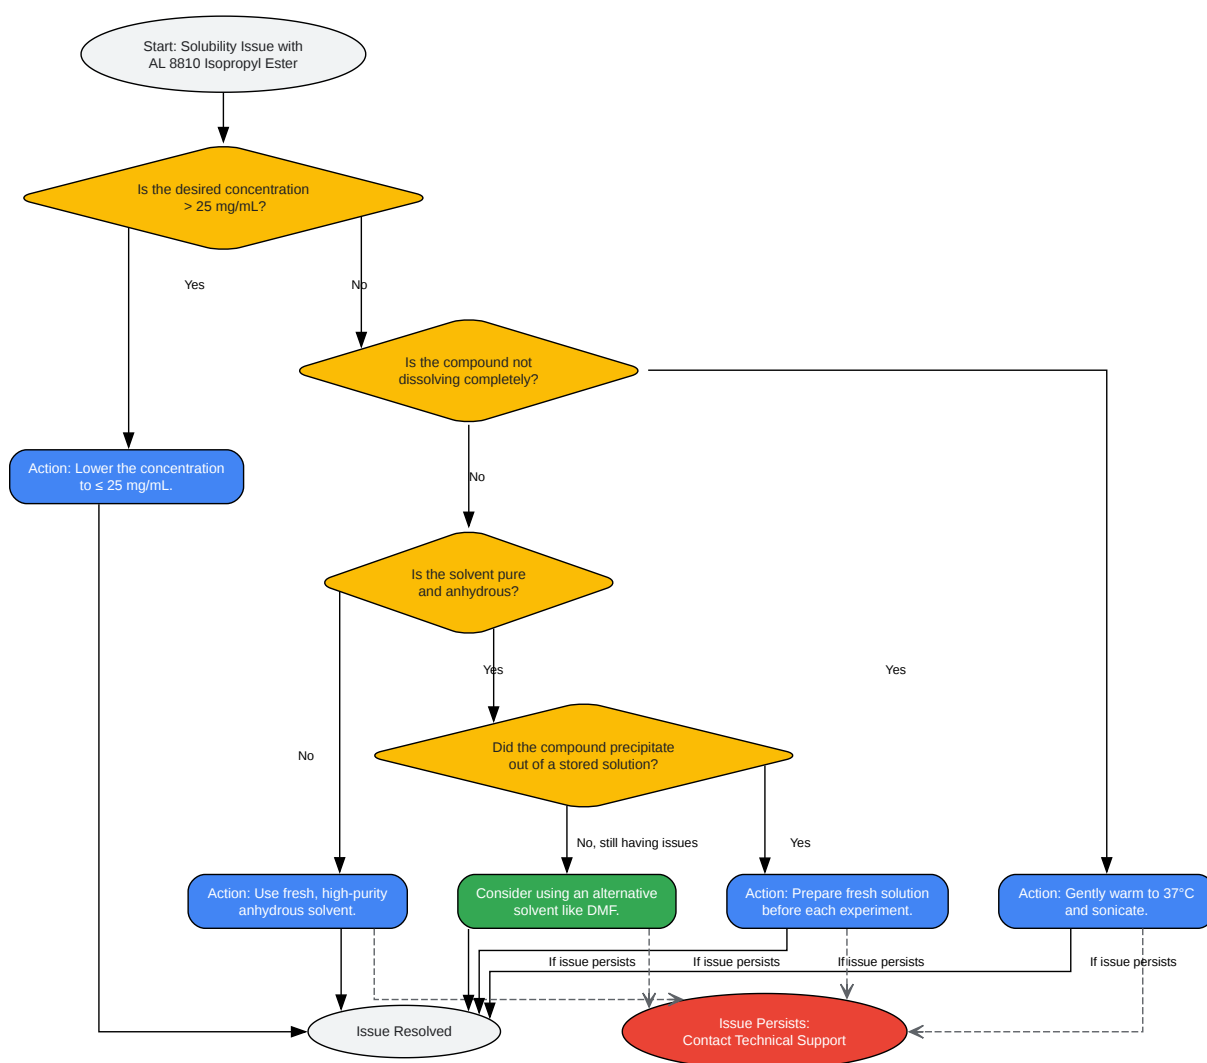 Start: Solubility Issue with
AL 8810 Isopropyl Ester
Is the desired concentration
> 25 mg/mL?
Yes
No
Is the compound not
dissolving completely?
Action: Lower the concentration
to ≤ 25 mg/mL.
No
Is the solvent pure
and anhydrous?
Yes
Yes
Did the compound precipitate
out of a stored solution?
No
No, still having issues
Yes
Action: Use fresh, high-purity
anhydrous solvent.
Consider using an alternative
solvent like DMF.
Action: Prepare fresh solution
before each experiment.
Action: Gently warm to 37°C
and sonicate.
If issue persists
If issue persists
If issue persists
If issue persists
Issue Resolved
Issue Persists:
Contact Technical Support